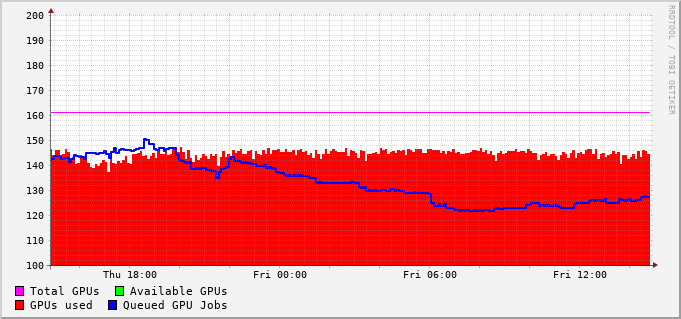 200
190
180
170
160
150
140
130
120
110
100
Thu 18:00 Fri 00:00 Fri 06:00 Fri 12:00
Total GPUs Available GPUs
GPUs used Queued GPU Jobs
RRDTOOL / TOBI OETIKER